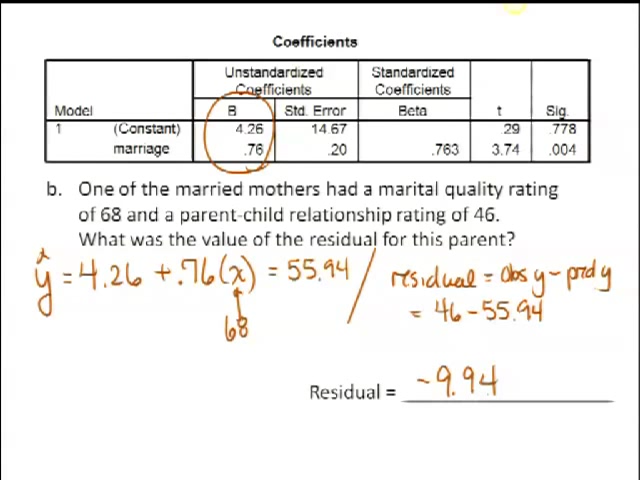 Coefficients
Unstandardized Coefficients Standardized Coefficients
Model B Std. Error Beta t Sig.
1 (Constant) 4.26 14.67 .29 .778
marriage .76 .20 .763 3.74 .004
b. One of the married mothers had a marital quality rating
of 68 and a parent-child relationship rating of 46.
What was the value of the residual for this parent?
ŷ = 4.26 + .76(x) = 55.94 / residual = obs y - pred y
68 = 46 - 55.94
Residual = -9.94